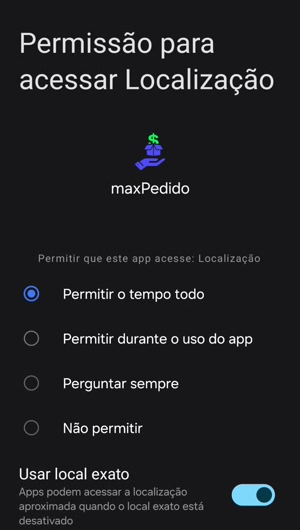 Permissão para
acessar Localização
$
maxPedido
Permitir que este app acesse: Localização
Permitir o tempo todo
Permitir durante o uso do app
Perguntar sempre
Não permitir
Usar local exato
Apps podem acessar a localização
aproximada quando o local exato está
desativado